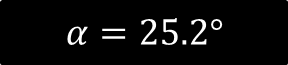 α = 25.2°